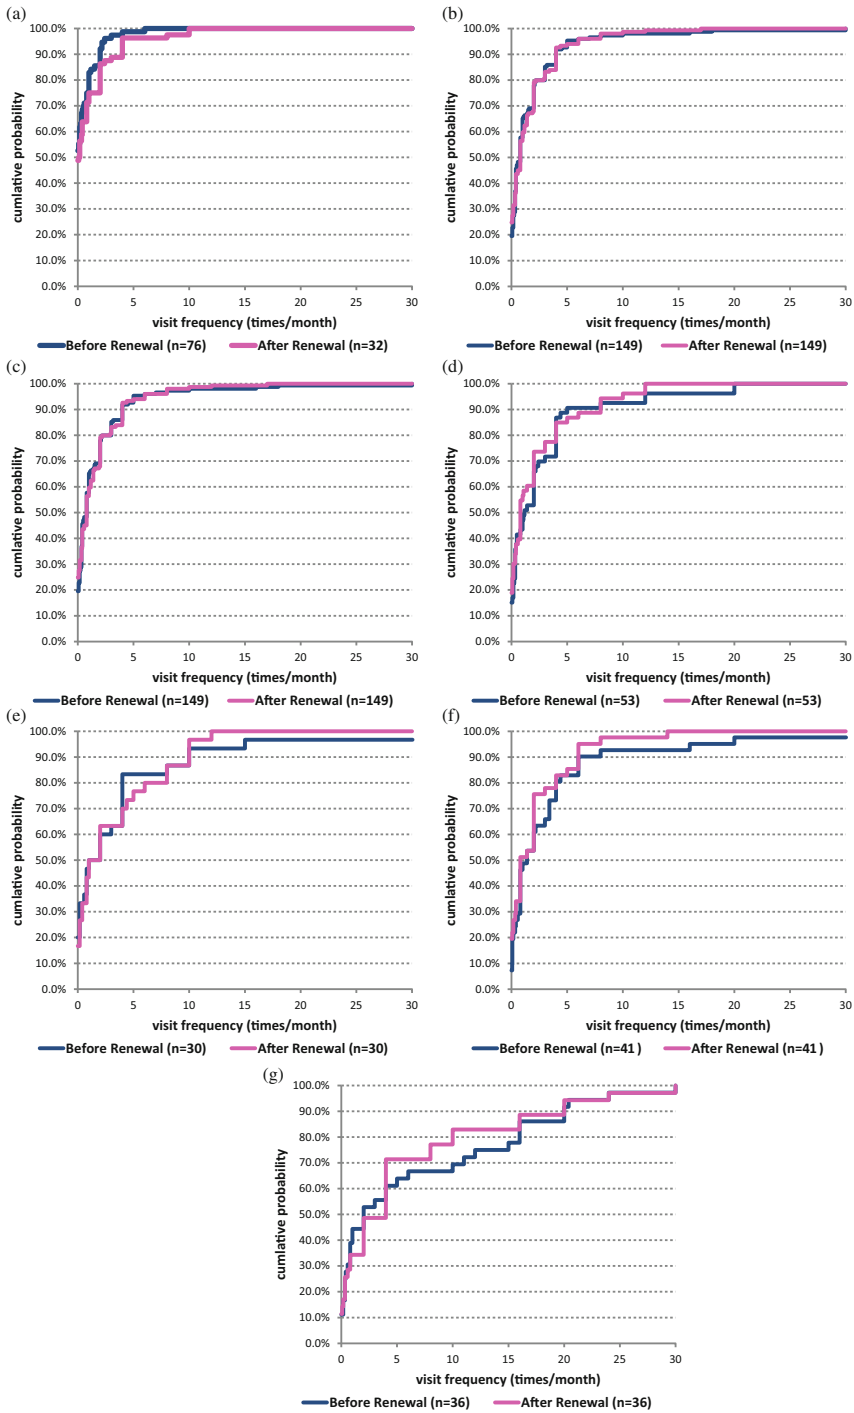 (a)
100.0%
90.0%
80.0%
70.0%
60.0%
50.0%
40.0%
30.0%
20.0%
10.0%
0.0%
cumlative probability
0 5 10 15 20 25 30
visit frequency (times/month)
Before Renewal (n=76) After Renewal (n=32)
(b)
100.0%
90.0%
80.0%
70.0%
60.0%
50.0%
40.0%
30.0%
20.0%
10.0%
0.0%
cumlative probability
0 5 10 15 20 25 30
visit frequency (times/month)
Before Renewal (n=149) After Renewal (n=149)
(c)
100.0%
90.0%
80.0%
70.0%
60.0%
50.0%
40.0%
30.0%
20.0%
10.0%
0.0%
cumlative probability
0 5 10 15 20 25 30
visit frequency (times/month)
Before Renewal (n=149) After Renewal (n=149)
(d)
100.0%
90.0%
80.0%
70.0%
60.0%
50.0%
40.0%
30.0%
20.0%
10.0%
0.0%
cumlative probability
0 5 10 15 20 25 30
visit frequency (times/month)
Before Renewal (n=53) After Renewal (n=53)
(e)
100.0%
90.0%
80.0%
70.0%
60.0%
50.0%
40.0%
30.0%
20.0%
10.0%
0.0%
cumlative probability
0 5 10 15 20 25 30
visit frequency (times/month)
Before Renewal (n=30) After Renewal (n=30)
(f)
100.0%
90.0%
80.0%
70.0%
60.0%
50.0%
40.0%
30.0%
20.0%
10.0%
0.0%
cumlative probability
0 5 10 15 20 25 30
visit frequency (times/month)
Before Renewal (n=41 ) After Renewal (n=41 )
(g)
100.0%
90.0%
80.0%
70.0%
60.0%
50.0%
40.0%
30.0%
20.0%
10.0%
0.0%
cumlative probability
0 5 10 15 20 25 30
visit frequency (times/month)
Before Renewal (n=36) After Renewal (n=36)